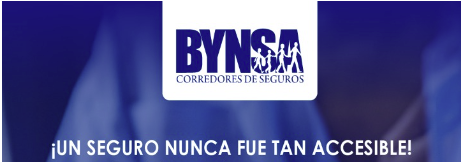 BYNSA
CORREDORES DE SEGUROS
¡UN SEGURO NUNCA FUE TAN ACCESIBLE!